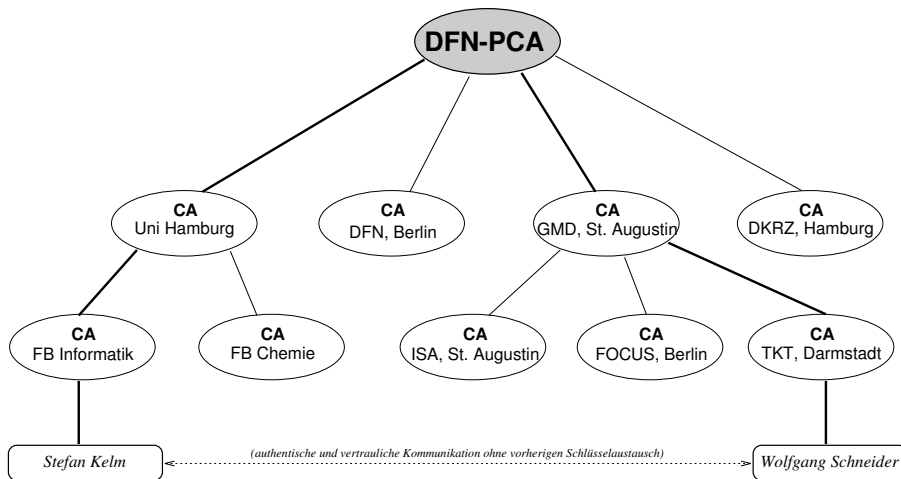 DFN-PCA
CA
Uni Hamburg
CA
DFN, Berlin
CA
GMD, St. Augustin
CA
DKRZ, Hamburg
CA
FB Informatik
CA
FB Chemie
CA
ISA, St. Augustin
CA
FOCUS, Berlin
CA
TKT, Darmstadt
Stefan Kelm
(authentische und vertrauliche Kommunikation ohne vorherigen Schlüsselaustausch)
Wolfgang Schneider